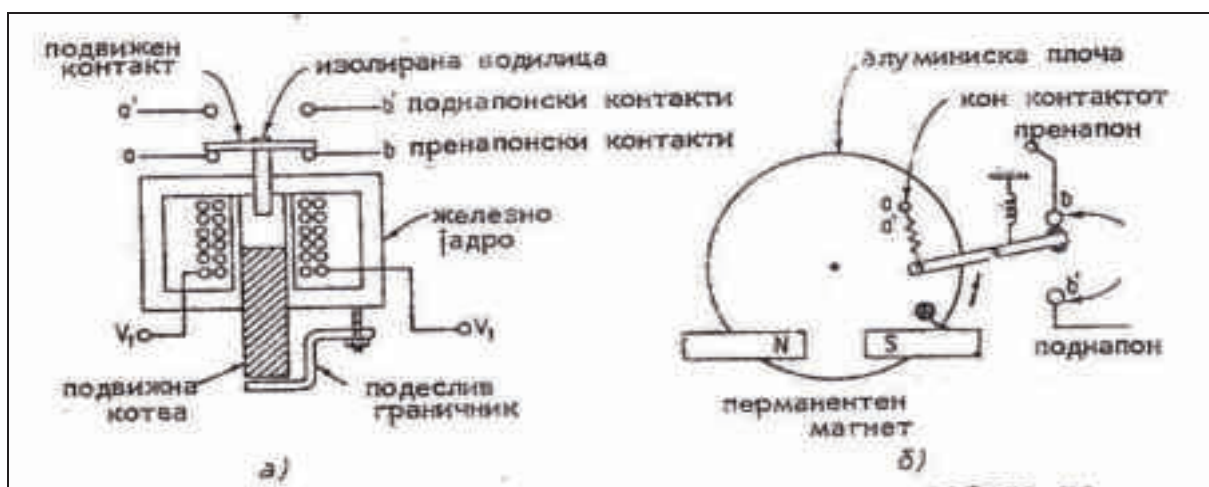 подвижен
контакт
изолирана водилица
a'
b' поднапонски контакти
a
b пренапонски контакти
железно
јадро
V₁
V₁
подвижна
котва
подеслив
граничник
а)
алуминиска плоча
кон контактот
пренапон
a
a'
b
b'
N
S
поднапон
перманентен
магнет
б)